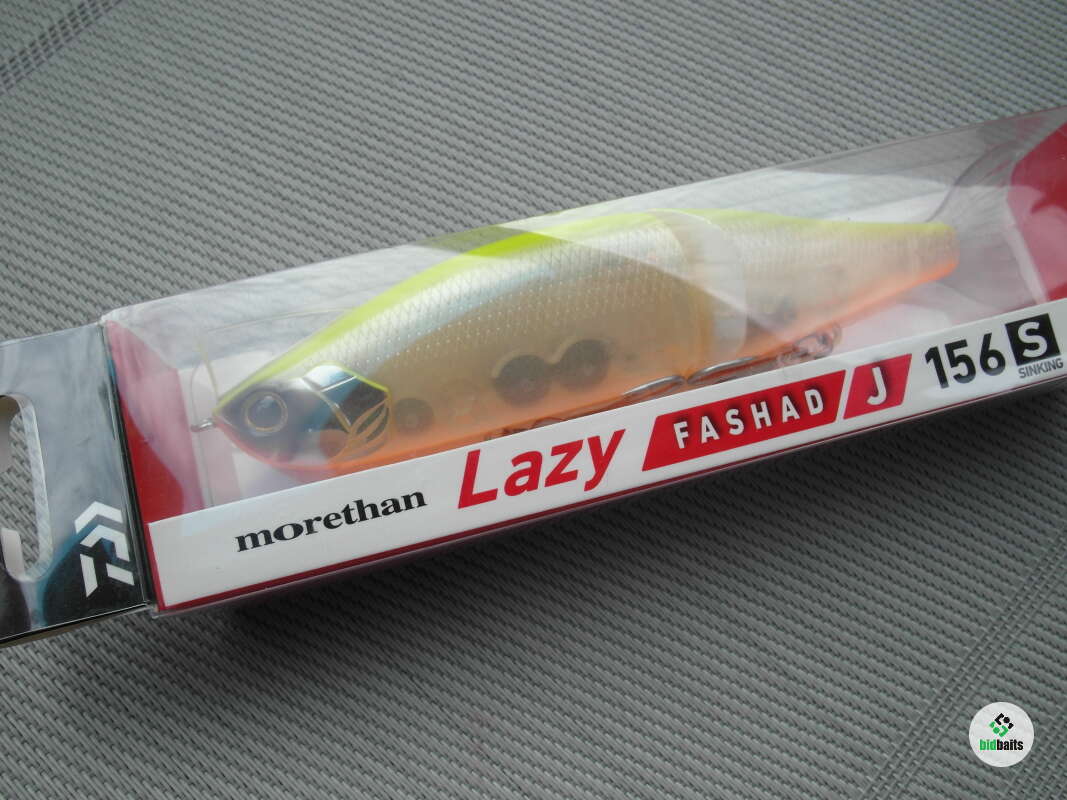 morethan Lazy FASHAD J 156 S
SINKING
bidbaits